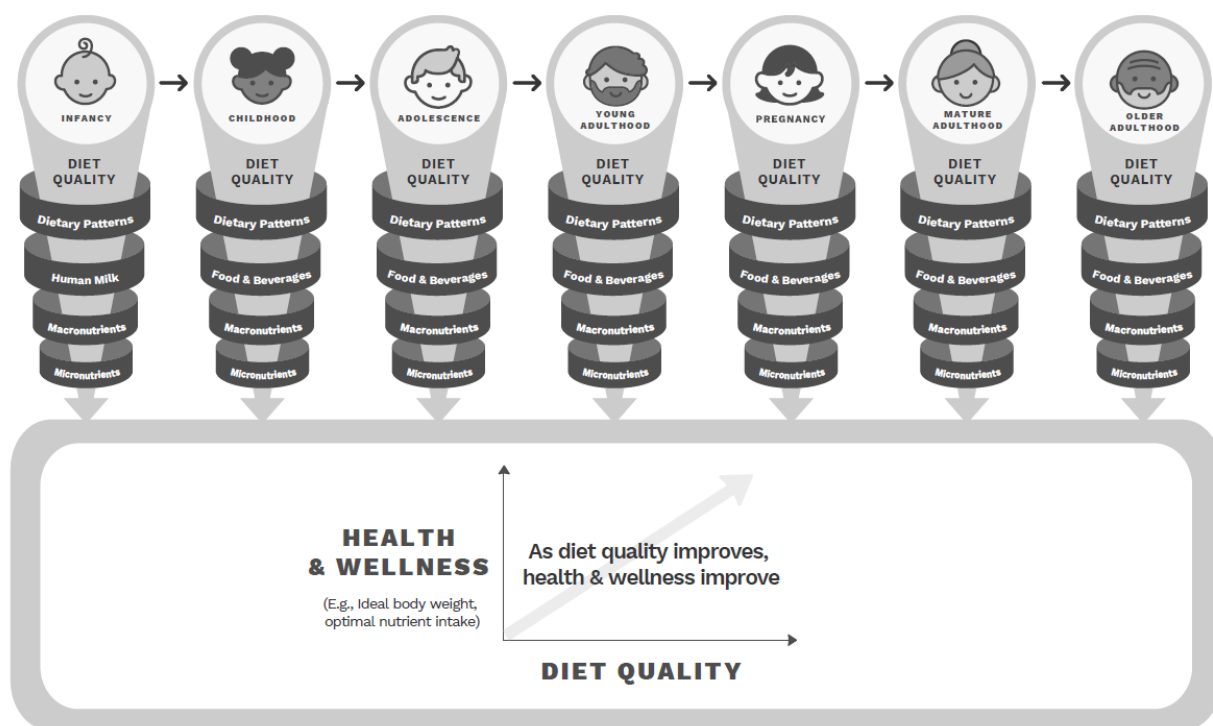 INFANCY
CHILDHOOD
ADOLESCENCE
YOUNG
ADULTHOOD
PREGNANCY
MATURE
ADULTHOOD
OLDER
ADULTHOOD
DIET
QUALITY
DIET
QUALITY
DIET
QUALITY
DIET
QUALITY
DIET
QUALITY
DIET
QUALITY
DIET
QUALITY
Dietary Patterns
Dietary Patterns
Dietary Patterns
Dietary Patterns
Dietary Patterns
Dietary Patterns
Dietary Patterns
Human Milk
Food & Beverages
Food & Beverages
Food & Beverages
Food & Beverages
Food & Beverages
Food & Beverages
Macronutrients
Macronutrients
Macronutrients
Macronutrients
Macronutrients
Macronutrients
Macronutrients
Micronutrients
Micronutrients
Micronutrients
Micronutrients
Micronutrients
Micronutrients
Micronutrients
HEALTH
& WELLNESS
(E.g., Ideal body weight,
optimal nutrient intake)
As diet quality improves,
health & wellness improve
DIET QUALITY